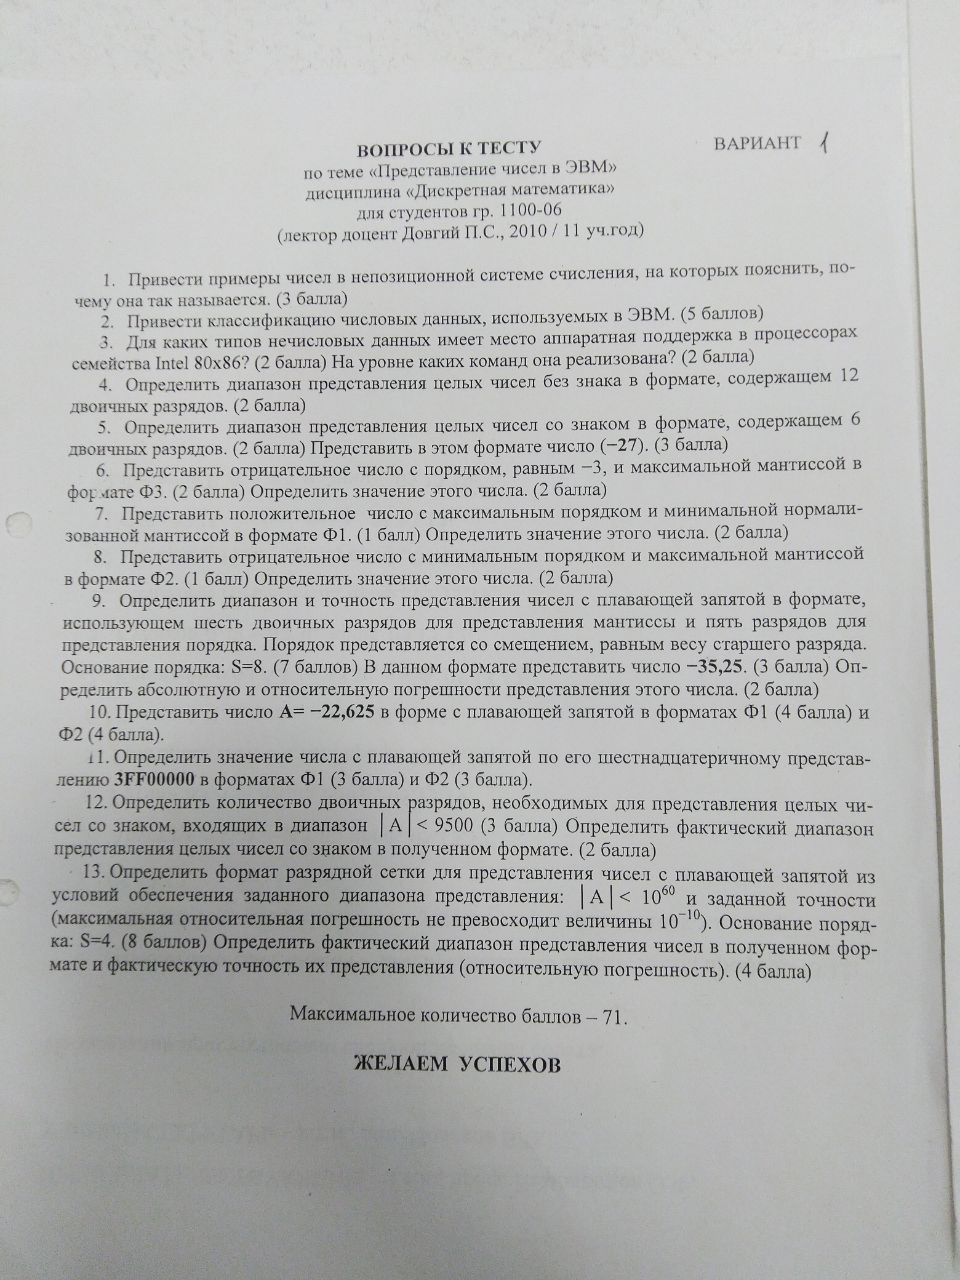 ВОПРОСЫ К ТЕСТУ ВАРИАНТ 1
по теме «Представление чисел в ЭВМ»
дисциплина «Дискретная математика»
для студентов гр. 1100-06
(лектор доцент Довгий П.С., 2010 / 11 уч.год)
1. Привести примеры чисел в непозиционной системе счисления, на которых пояснить, по-
чему она так называется. (3 балла)
2. Привести классификацию числовых данных, используемых в ЭВМ. (5 баллов)
3. Для каких типов нечисловых данных имеет место аппаратная поддержка в процессорах
семейства Intel 80x86? (2 балла) На уровне каких команд она реализована? (2 балла)
4. Определить диапазон представления целых чисел без знака в формате, содержащем 12
двоичных разрядов. (2 балла)
5. Определить диапазон представления целых чисел со знаком в формате, содержащем 6
двоичных разрядов. (2 балла) Представить в этом формате число (−27). (3 балла)
6. Представить отрицательное число с порядком, равным −3, и максимальной мантиссой в
формате Ф3. (2 балла) Определить значение этого числа. (2 балла)
7. Представить положительное число с максимальным порядком и минимальной нормали-
зованной мантиссой в формате Ф1. (1 балл) Определить значение этого числа. (2 балла)
8. Представить отрицательное число с минимальным порядком и максимальной мантиссой
в формате Ф2. (1 балл) Определить значение этого числа. (2 балла)
9. Определить диапазон и точность представления чисел с плавающей запятой в формате,
использующем шесть двоичных разрядов для представления мантиссы и пять разрядов для
представления порядка. Порядок представляется со смещением, равным весу старшего разряда.
Основание порядка: S=8. (7 баллов) В данном формате представить число −35,25. (3 балла) Оп-
ределить абсолютную и относительную погрешности представления этого числа. (2 балла)
10. Представить число А= −22,625 в форме с плавающей запятой в форматах Ф1 (4 балла) и
Ф2 (4 балла).
11. Определить значение числа с плавающей запятой по его шестнадцатеричному представ-
лению 3FF00000 в форматах Ф1 (3 балла) и Ф2 (3 балла).
12. Определить количество двоичных разрядов, необходимых для представления целых чи-
сел со знаком, входящих в диапазон |А| < 9500 (3 балла) Определить фактический диапазон
представления целых чисел со знаком в полученном формате. (2 балла)
13. Определить формат разрядной сетки для представления чисел с плавающей запятой из
условий обеспечения заданного диапазона представления: |А| < 10⁶⁰ и заданной точности
(максимальная относительная погрешность не превосходит величины 10⁻¹⁰). Основание поряд-
ка: S=4. (8 баллов) Определить фактический диапазон представления чисел в полученном фор-
мате и фактическую точность их представления (относительную погрешность). (4 балла)
Максимальное количество баллов – 71.
ЖЕЛАЕМ УСПЕХОВ